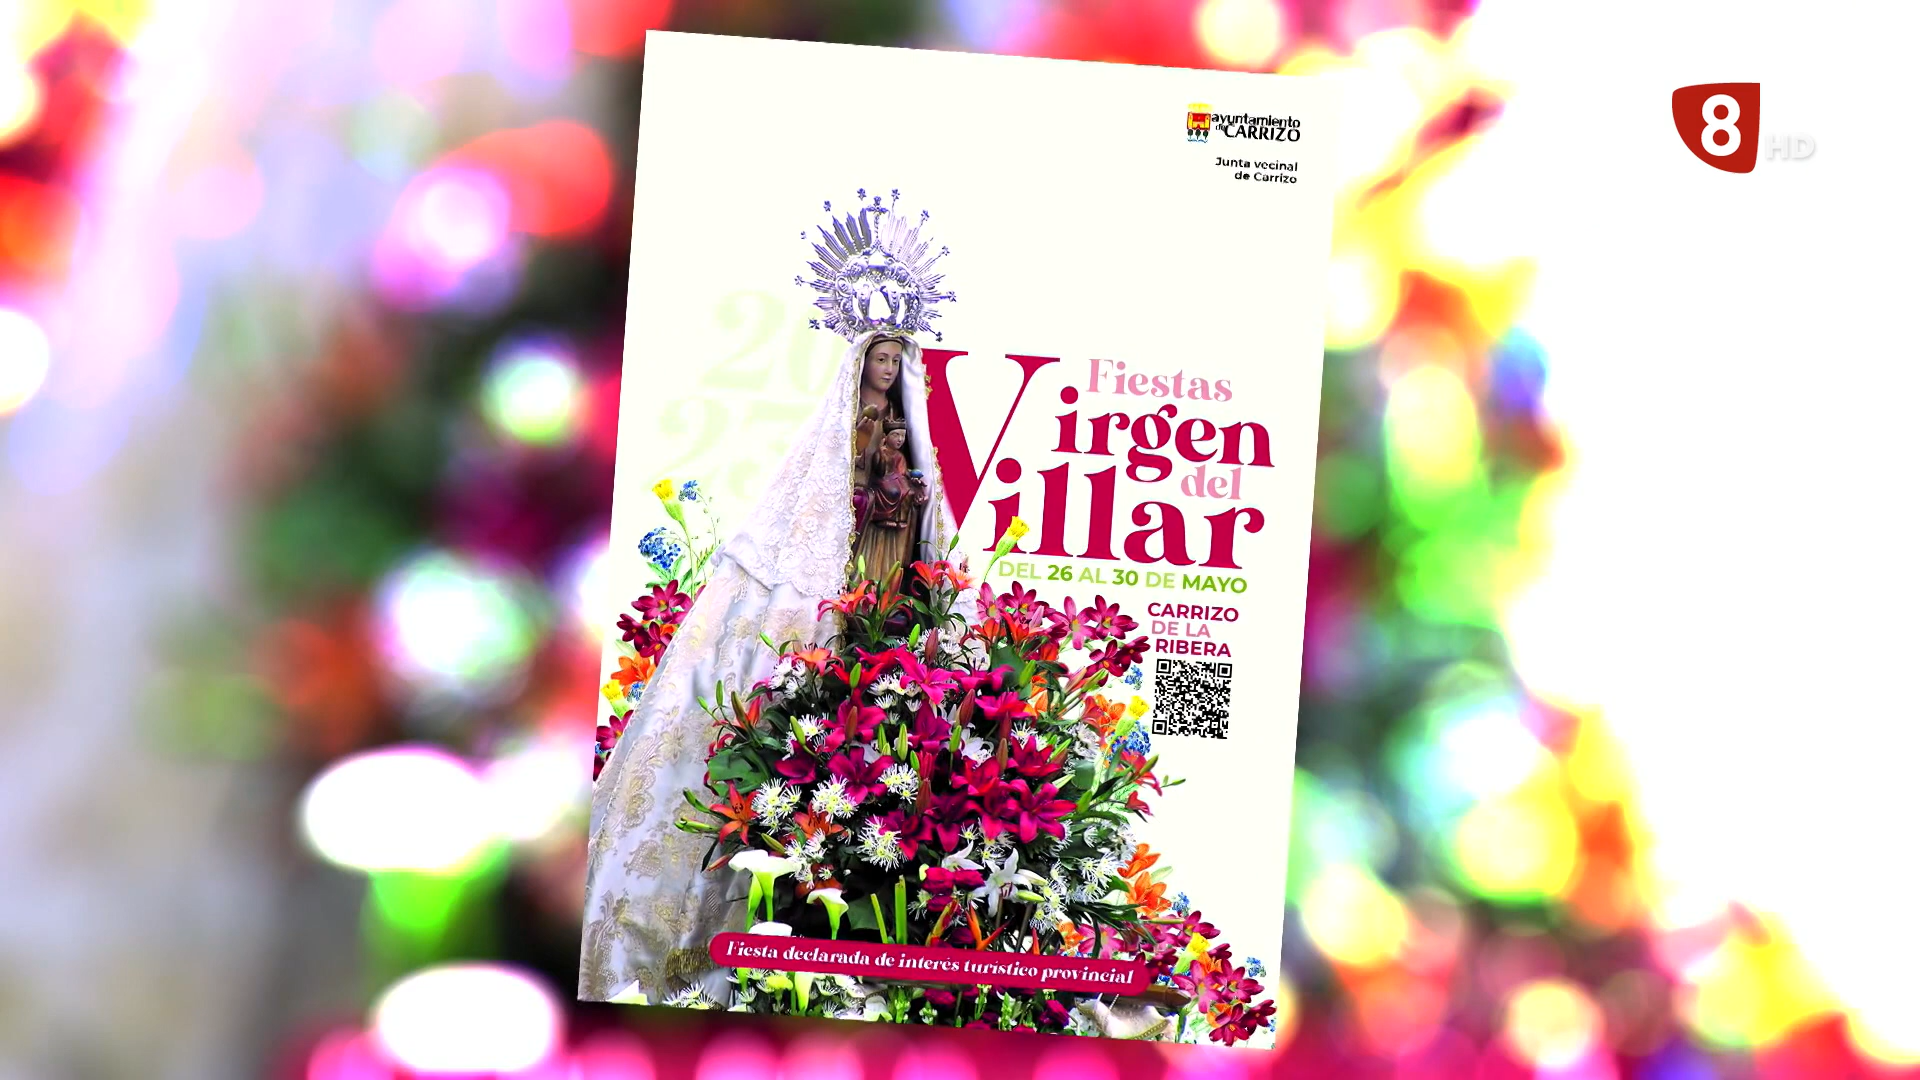 ayuntamiento
de CARRIZO
Junta vecinal
de Carrizo
8 HD
20
Fiestas
Virgen
del
Villar
DEL 26 AL 30 DE MAYO
CARRIZO
DE LA
RIBERA
Fiesta declarada de interés turístico provincial